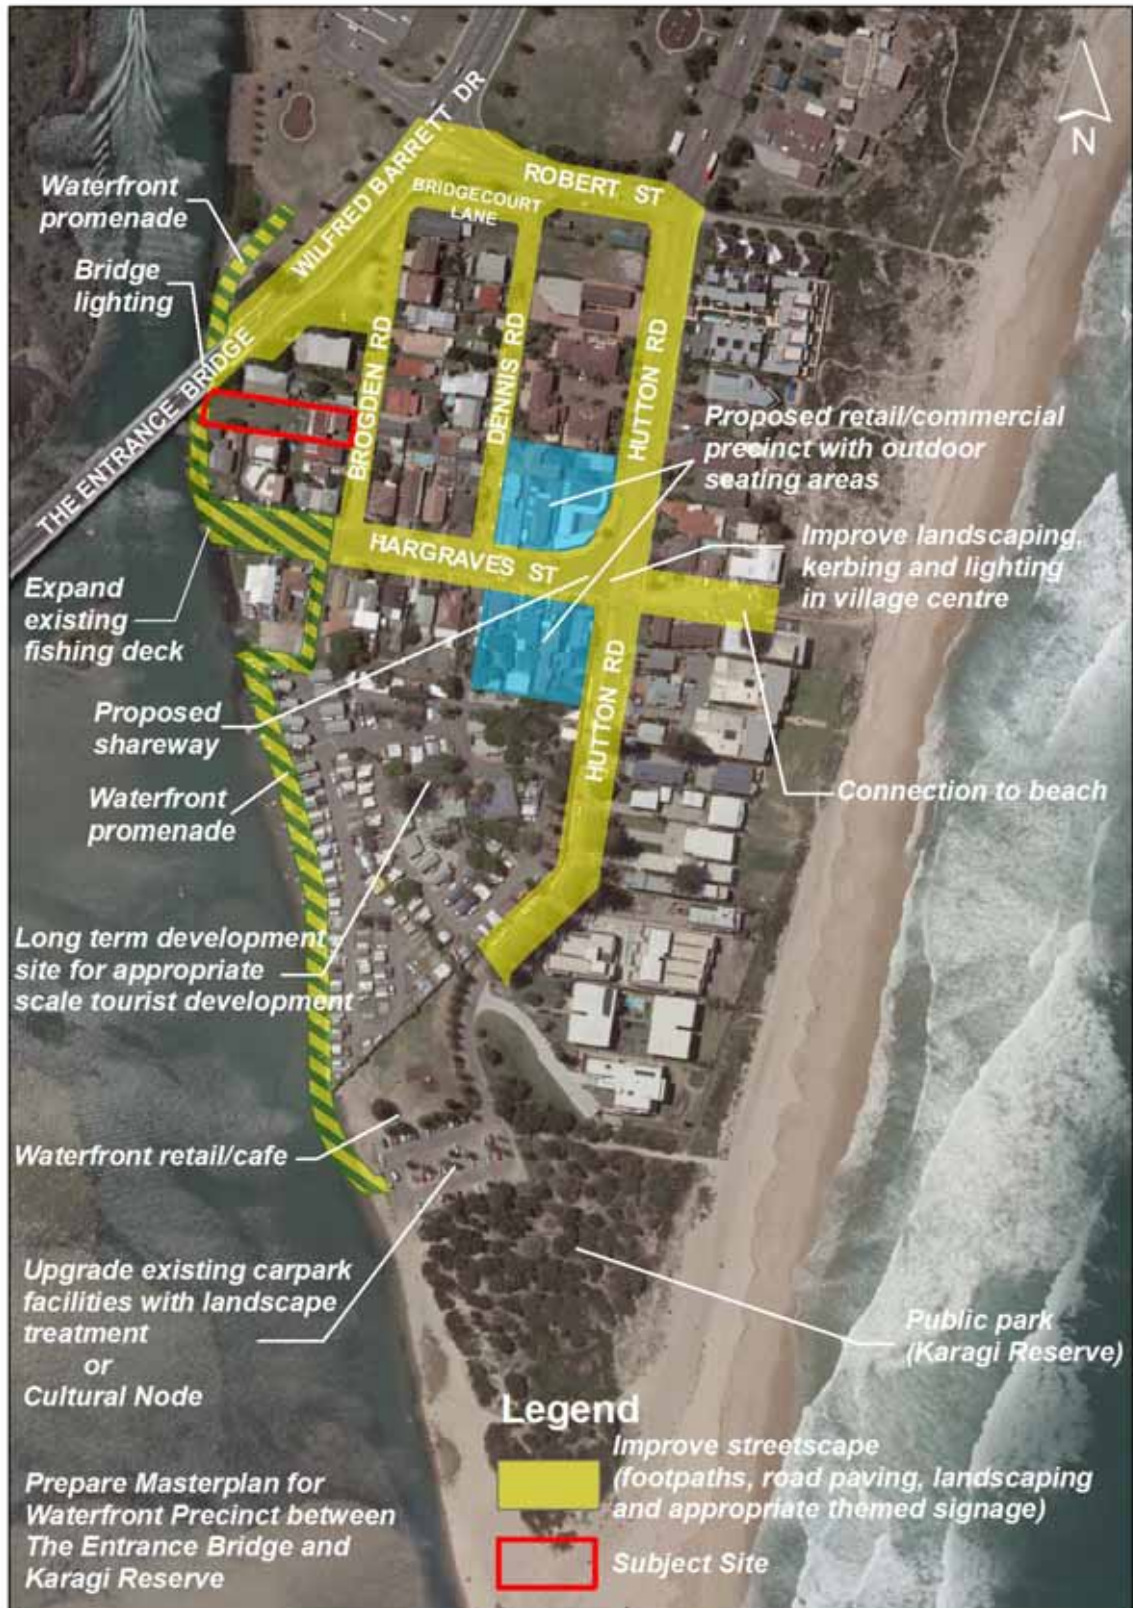 N
WILFRED BARRETT DR
ROBERT ST
BRIDGECOURT
LANE
Waterfront
promenade
Bridge
lighting
THE ENTRANCE BRIDGE
BROGDEN RD
DENNIS RD
HUTTON RD
Proposed retail/commercial
precinct with outdoor
seating areas
HARGRAVES ST
Improve landscaping,
kerbing and lighting
in village centre
Expand
existing
fishing deck
HUTTON RD
Proposed
shareway
Waterfront
promenade
Connection to beach
Long term development
site for appropriate
scale tourist development
Waterfront retail/cafe
Upgrade existing carpark
facilities with landscape
treatment
or
Cultural Node
Public park
(Karagi Reserve)
Prepare Masterplan for
Waterfront Precinct between
The Entrance Bridge and
Karagi Reserve
Legend
Improve streetscape
(footpaths, road paving, landscaping
and appropriate themed signage)
Subject Site